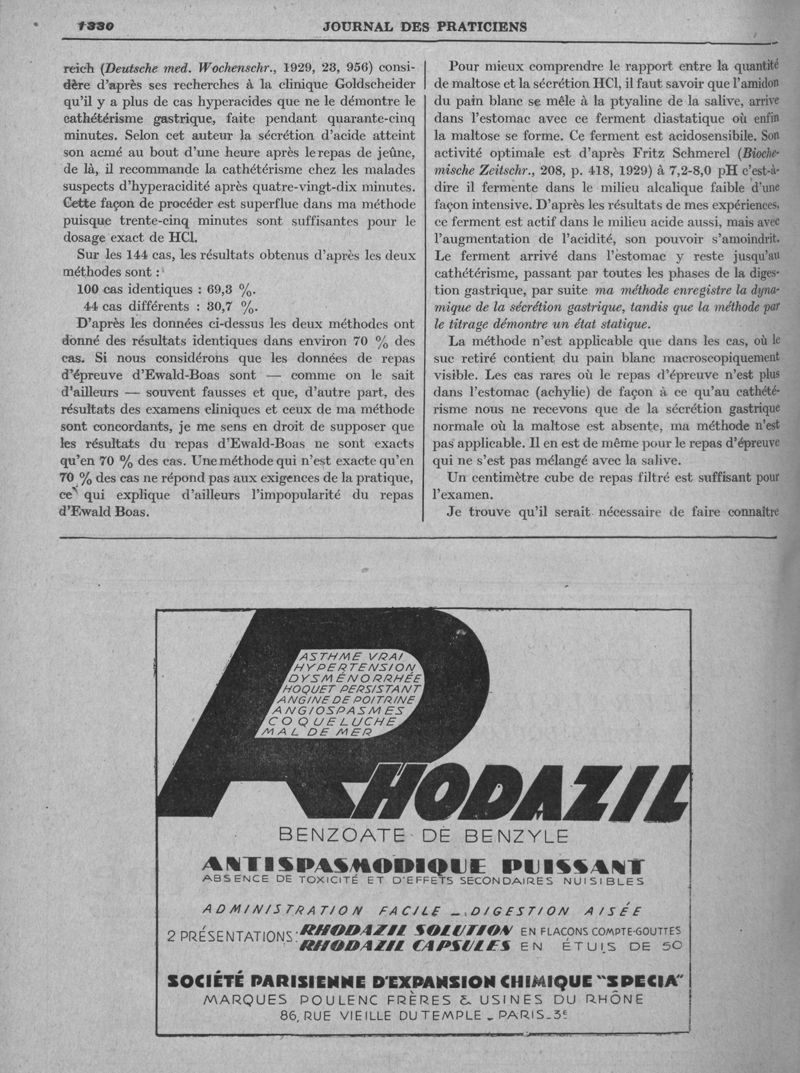 1330
JOURNAL DES PRATICIENS
reich (Deutsche med. Wochenschr., 1929, 23, 956) consi-
dère d'après ses recherches à la clinique Goldscheider
qu'il y a plus de cas hyperacides que ne le démontre le
cathétérisme gastrique, faite pendant quarante-cinq
minutes. Selon cet auteur la sécrétion d'acide atteint
son acmé au bout d'une heure après le repas de jeûne,
de là, il recommande la cathétérisme chez les malades
suspects d'hyperacidité après quatre-vingt-dix minutes.
Cette façon de procéder est superflue dans ma méthode
puisque trente-cinq minutes sont suffisantes pour le
dosage exact de HCl.
Sur les 144 cas, les résultats obtenus d'après les deux
méthodes sont :
100 cas identiques : 69,3 %.
44 cas différents : 30,7 %.
D'après les données ci-dessus les deux méthodes ont
donné des résultats identiques dans environ 70 % des
cas. Si nous considérons que les données de repas
d'épreuve d'Ewald-Boas sont — comme on le sait
d'ailleurs — souvent fausses et que, d'autre part, des
résultats des examens cliniques et ceux de ma méthode
sont concordants, je me sens en droit de supposer que
les résultats du repas d'Ewald-Boas ne sont exacts
qu'en 70 % des cas. Une méthode qui n'est exacte qu'en
70 % des cas ne répond pas aux exigences de la pratique,
ce qui explique d'ailleurs l'impopularité du repas
d'Ewald Boas.
Pour mieux comprendre le rapport entre la quantité
de maltose et la sécrétion HCl, il faut savoir que l'amidon
du pain blanc se mêle à la ptyaline de la salive, arrive
dans l'estomac avec ce ferment diastatique où enfin
la maltose se forme. Ce ferment est acidosensibile. Son
activité optimale est d'après Fritz Schmerel (Bioche-
mische Zeitschr., 208, p. 418, 1929) à 7,2-8,0 pH c'est-à-
dire il fermente dans le milieu alcalique faible d'une
façon intensive. D'après les résultats de mes expériences,
ce ferment est actif dans le milieu acide aussi, mais avec
l'augmentation de l'acidité, son pouvoir s'amoindrit.
Le ferment arrivé dans l'èstomac y reste jusqu'au
cathétérisme, passant par toutes les phases de la diges-
tion gastrique, par suite ma méthode enregistre la dyna-
mique de la sécrétion gastrique, tandis que la méthode par
le titrage démontre un état statique.
La méthode n'est applicable que dans les cas, où le
suc retiré contient du pain blanc macroscopiquement
visible. Les cas rares où le repas d'épreuve n'est plus
dans l'estomac (achylie) de façon à ce qu'au cathété-
risme nous ne recevons que de la sécrétion gastrique
normale où la maltose est absente, ma méthode n'est
pas applicable. Il en est de même pour le repas d'épreuve
qui ne s'est pas mélangé avec la salive.
Un centimètre cube de repas filtré est suffisant pour
l'examen.
Je trouve qu'il serait nécessaire de faire connaître
ASTHME VRAI
HYPERTENSION
DYSMÉNORRHÉE
HOQUET PERSISTANT
ANGINE DE POITRINE
ANGIOSPASMES
COQUELUCHE
MAL DE MER
RHODAZIL
BENZOATE DE BENZYLE
ANTISPASMODIQUE PUISSANT
ABSENCE DE TOXICITÉ ET D'EFFETS SECONDAIRES NUISIBLES
ADMINISTRATION FACILE _ DIGESTION AISÉE
2 PRÉSENTATIONS: RHODAZIL SOLUTION EN FLACONS COMPTE-GOUTTES
RHODAZIL CAPSULES EN ÉTUIS DE 50
SOCIÉTÉ PARISIENNE D'EXPANSION CHIMIQUE "SPECIA"
MARQUES POULENC FRÈRES & USINES DU RHÔNE
86, RUE VIEILLE DU TEMPLE _ PARIS_3E